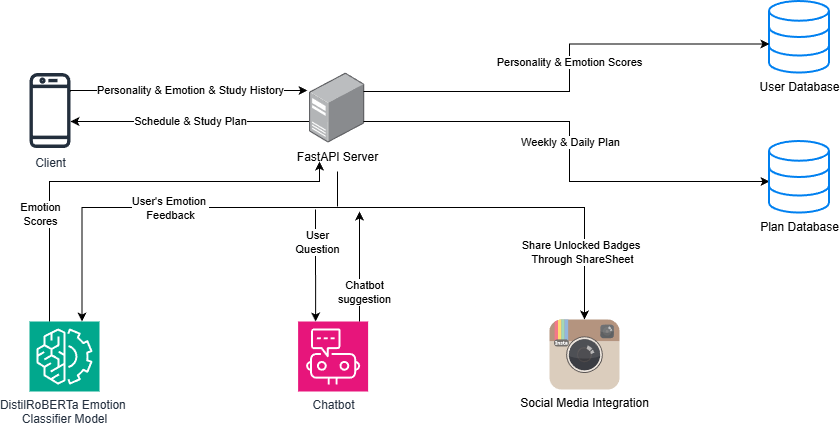 Personality & Emotion Scores
User Database
Personality & Emotion & Study History
Schedule & Study Plan
Client
FastAPI Server
Weekly & Daily Plan
Plan Database
Emotion
Scores
User's Emotion
Feedback
User
Question
Chatbot
suggestion
Share Unlocked Badges
Through ShareSheet
Insta
DistilRoBERTa Emotion
Classifier Model
Chatbot
Social Media Integration